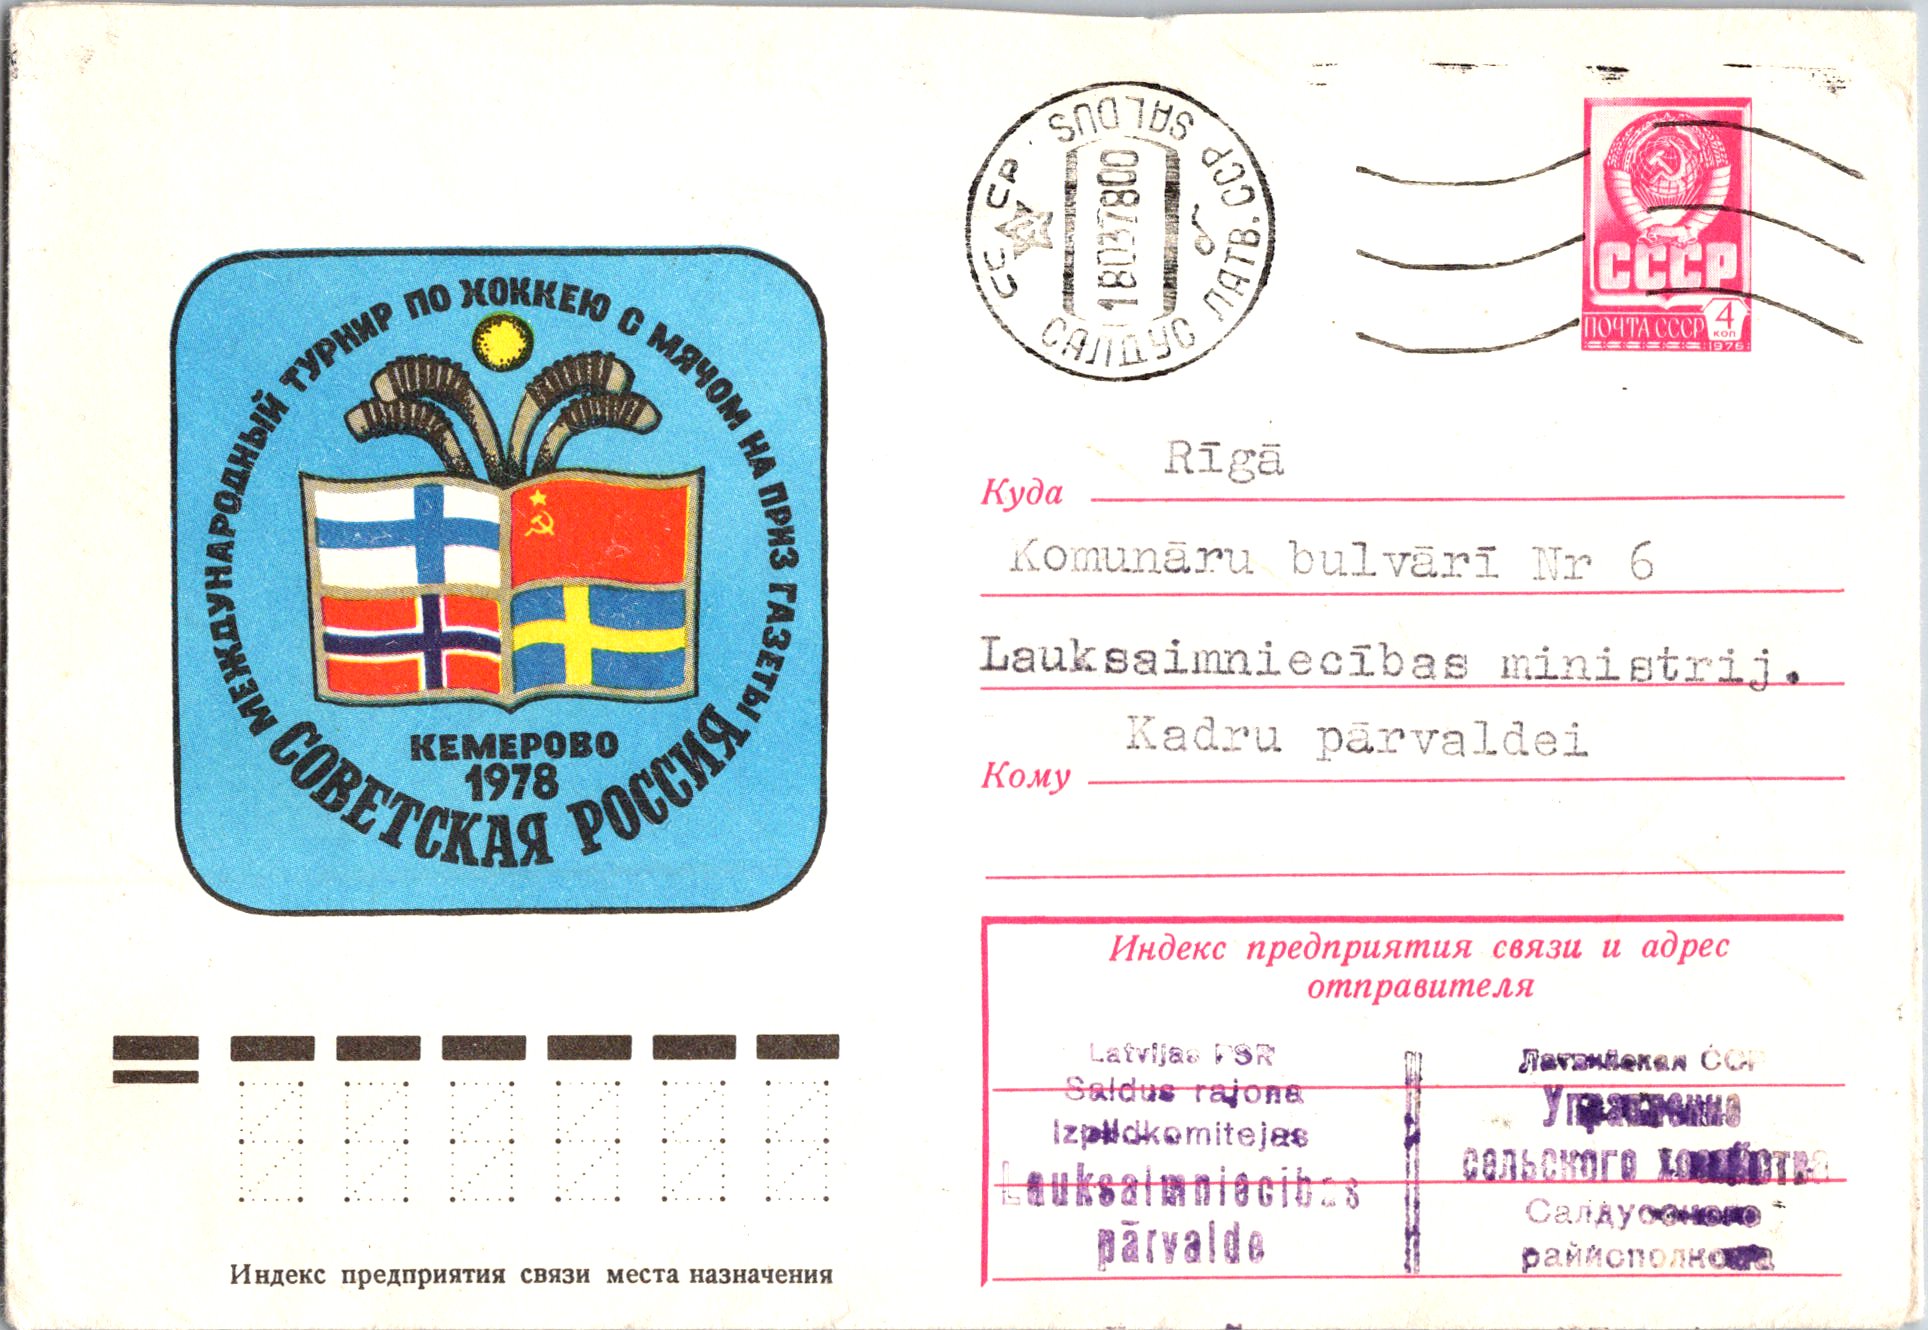 МЕЖДУНАРОДНЫЙ ТУРНИР ПО ХОККЕЮ С МЯЧОМ НА ПРИЗ ГАЗЕТЫ
СОВЕТСКАЯ РОССИЯ
КЕМЕРОВО
1978
СССР
SALDUS
САЛДУС ЛАТВ. ССР
б
18037800
СССР
ПОЧТА СССР
4
КОП
1976
Rīgā
Куда
Komunāru bulvārī Nr 6
Lauksaimniecības ministrij.
Kadru pārvaldei
Кому
Индекс предприятия связи и адрес
отправителя
Latvijas PSR
Saldus rajona
Izpildkomitejas
Lauksaimniecības
pārvalde
Латвийская ССР
Управление
сельского хозяйства
Салдусского
райисполкома
Индекс предприятия связи места назначения